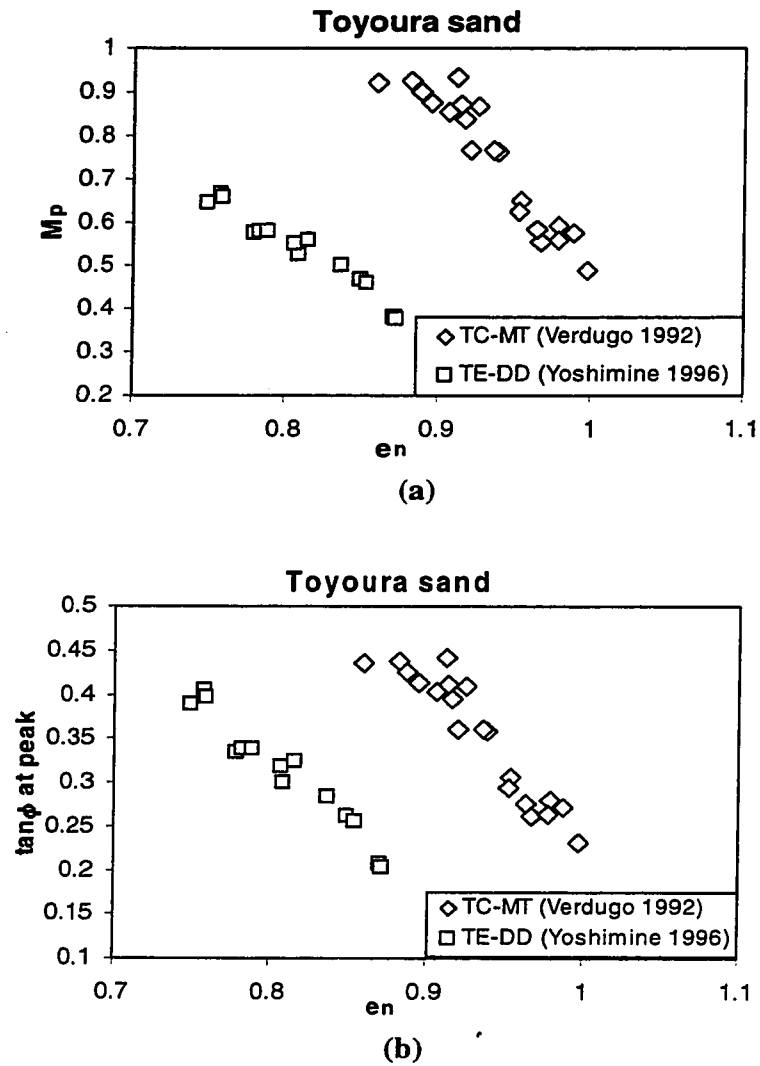 Toyoura sand
1
0.9
0.8
0.7
0.6
0.5
0.4
0.3
0.2
Mp
TC-MT (Verdugo 1992)
TE-DD (Yoshimine 1996)
0.7 0.8 0.9 1 1.1
en
(a)
Toyoura sand
0.5
0.45
0.4
0.35
0.3
0.25
0.2
0.15
0.1
tanϕ at peak
TC-MT (Verdugo 1992)
TE-DD (Yoshimine 1996)
0.7 0.8 0.9 1 1.1
en
(b)